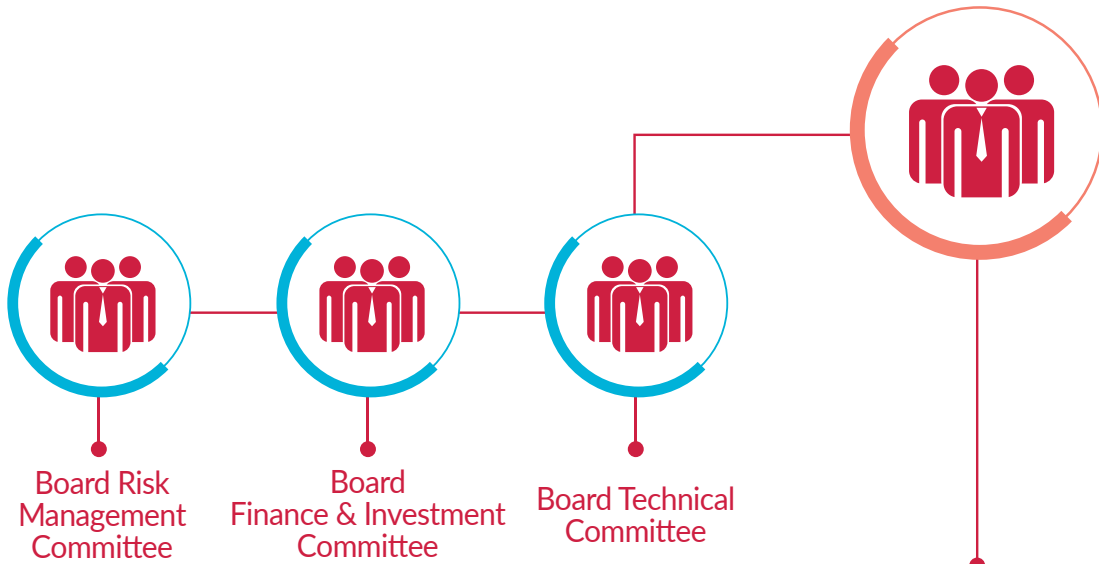 Board Risk
Management
Committee
Board
Finance & Investment
Committee
Board Technical
Committee